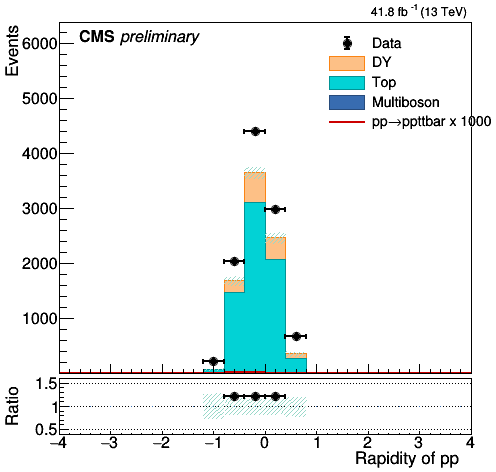 41.8 fb⁻¹ (13 TeV)
CMS preliminary
Events
6000
5000
4000
3000
2000
1000
Data
DY
Top
Multiboson
pp→ppttbar x 1000
Ratio
1.5
1
0.5
−4 −3 −2 −1 0 1 2 3 4
Rapidity of pp